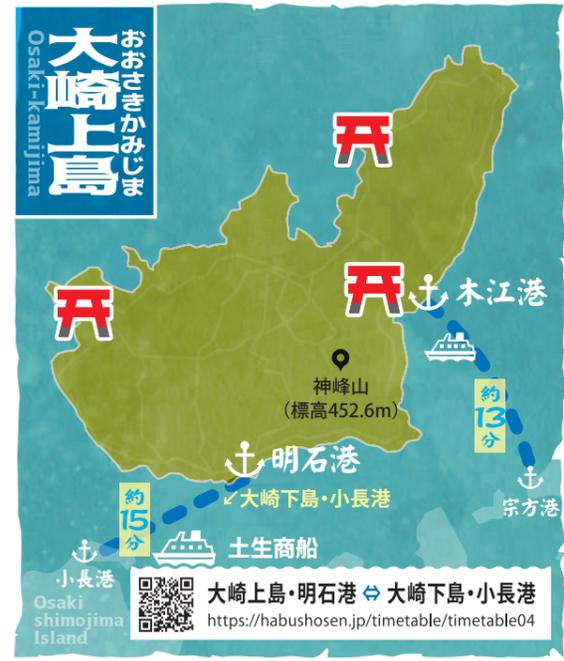 おおさきかみじま
大崎上島
Osaki-kamijima
木江港
神峰山
（標高452.6m）
約
13
分
宗方港
明石港
↙大崎下島・小長港
約
15
分
土生商船
小長港
Osaki
shimojima
Island
大崎上島・明石港 ⇔ 大崎下島・小長港
https://habushosen.jp/timetable/timetable04